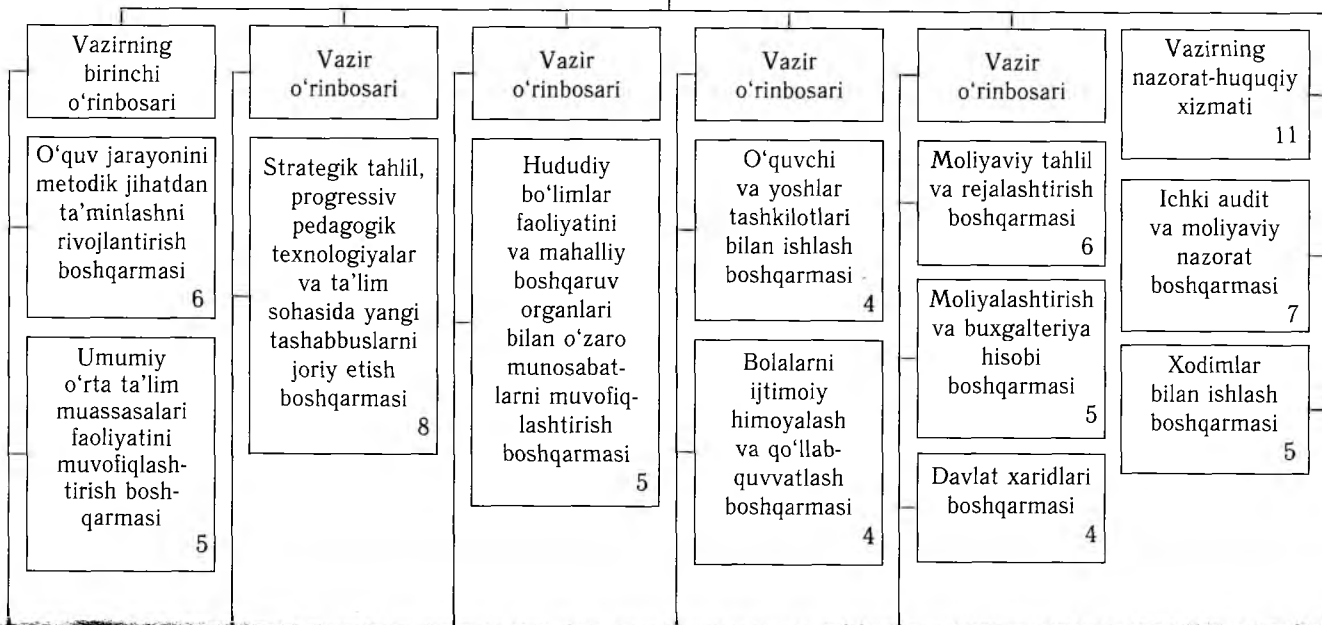 Vazirning
birinchi
o‘rinbosari
O‘quv jarayonini
metodik jihatdan
ta’minlashni
rivojlantirish
boshqarmasi
6
Umumiy
o‘rta ta’lim
muassasalari
faoliyatini
muvofiqlash-
tirish bosh-
qarmasi
5
Vazir
o‘rinbosari
Strategik tahlil,
progressiv
pedagogik
texnologiyalar
va ta’lim
sohasida yangi
tashabbuslarni
joriy etish
boshqarmasi
8
Vazir
o‘rinbosari
Hududiy
bo‘limlar
faoliyatini
va mahalliy
boshqaruv
organlari
bilan o‘zaro
munosabat-
larni muvofiq-
lashtirish
boshqarmasi
5
Vazir
o‘rinbosari
O‘quvchi
va yoshlar
tashkilotlari
bilan ishlash
boshqarmasi
4
Bolalarni
ijtimoiy
himoyalash
va qo‘llab-
quvvatlash
boshqarmasi
4
Vazir
o‘rinbosari
Moliyaviy tahlil
va rejalashtirish
boshqarmasi
6
Moliyalashtirish
va buxgalteriya
hisobi
boshqarmasi
5
Davlat xaridlari
boshqarmasi
4
Vazirning
nazorat-huquqiy
xizmati
11
Ichki audit
va moliyaviy
nazorat
boshqarmasi
7
Xodimlar
bilan ishlash
boshqarmasi
5